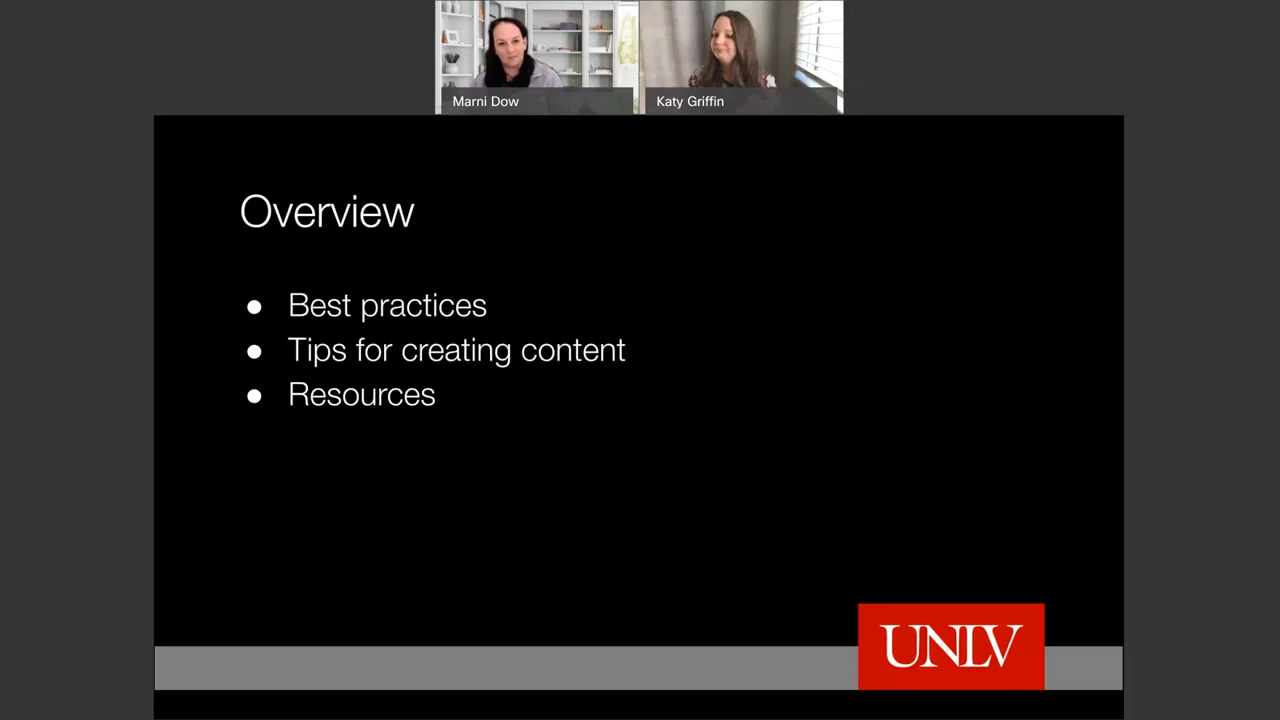 Marni Dow
Katy Griffin
Overview
● Best practices
● Tips for creating content
● Resources
UNLV